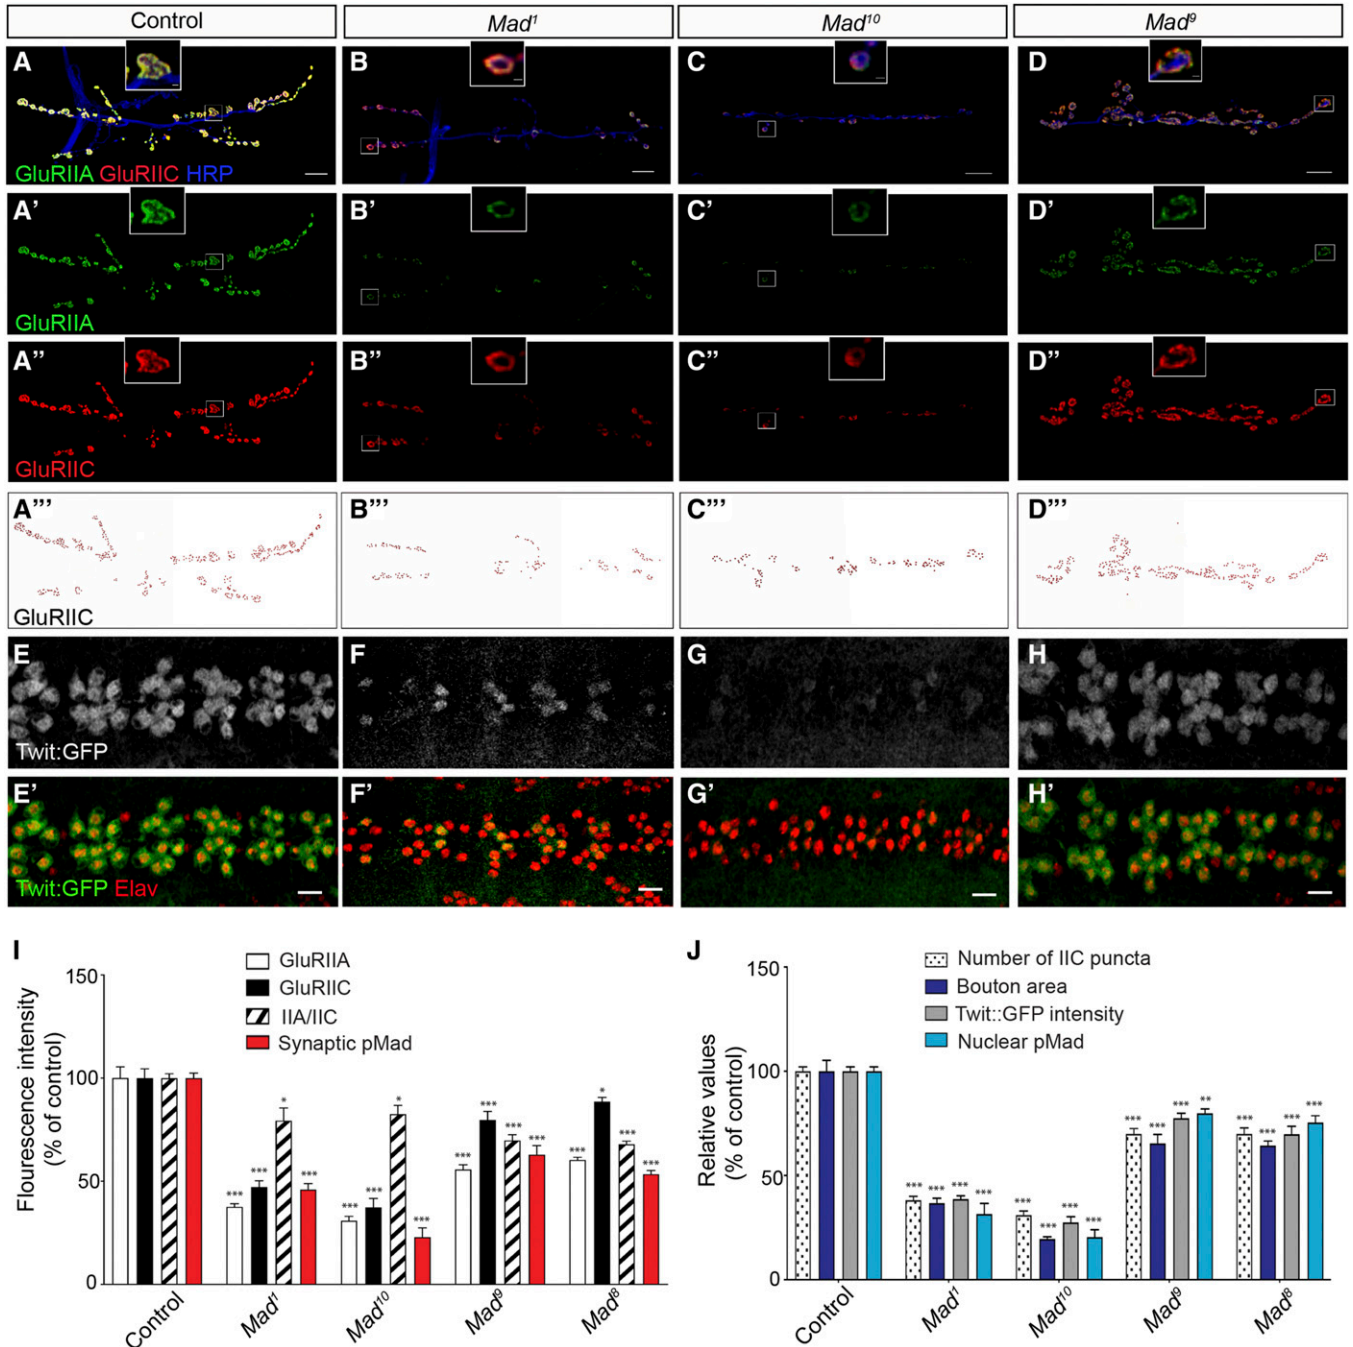 Control
Mad1
Mad10
Mad9
A
B
C
D
GluRIIA GluRIIC HRP
A'
B'
C'
D'
GluRIIA
A''
B''
C''
D''
GluRIIC
A'''
B'''
C'''
D'''
GluRIIC
E
F
G
H
Twit:GFP
E'
F'
G'
H'
Twit:GFP Elav
I
GluRIIA
GluRIIC
IIA/IIC
Synaptic pMad
Flourescence intensity
(% of control)
150
100
50
0
*** *** * ***
*** *** * ***
*** *** *** ***
*** * *** ***
Control
Mad1
Mad10
Mad9
Mad8
J
Number of IIC puncta
Bouton area
Twit::GFP intensity
Nuclear pMad
Relative values
(% of control)
150
100
50
0
*** *** *** ***
*** *** *** ***
*** *** *** **
*** *** *** ***
Control
Mad1
Mad10
Mad9
Mad8